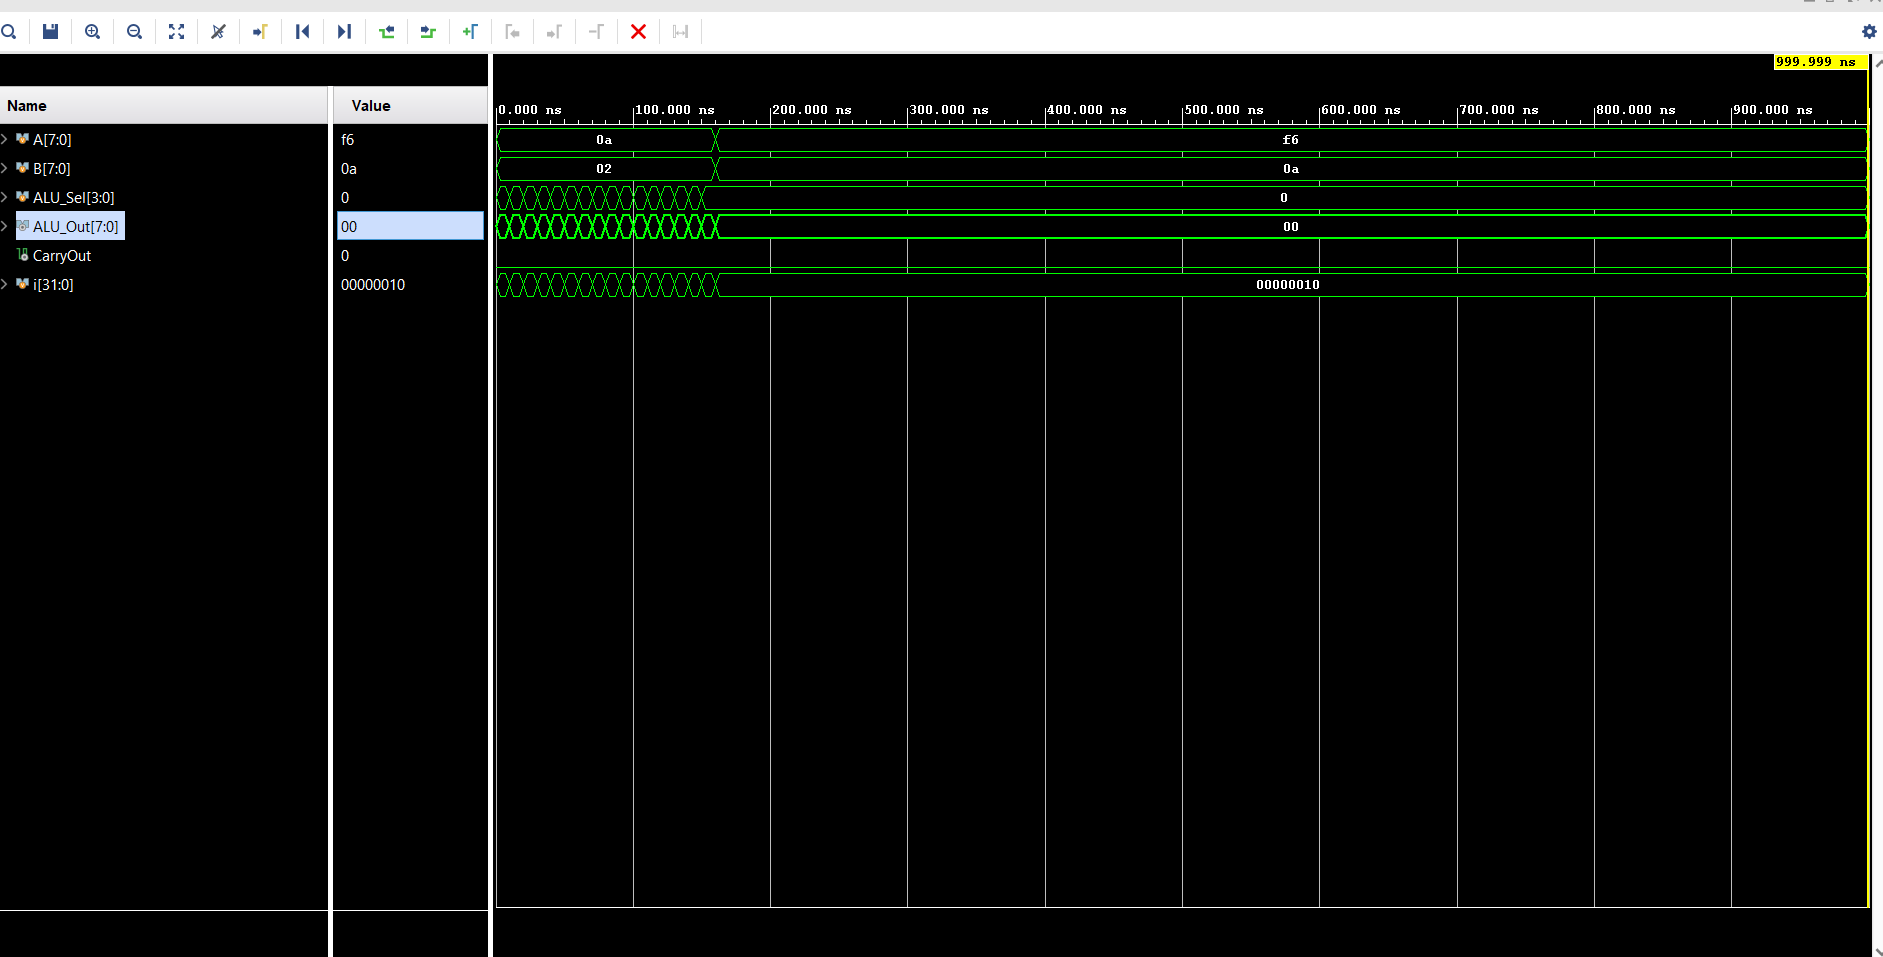 999.999 ns
Name Value
0.000 ns 100.000 ns 200.000 ns 300.000 ns 400.000 ns 500.000 ns 600.000 ns 700.000 ns 800.000 ns 900.000 ns
A[7:0] f6 0a f6
B[7:0] 0a 02 0a
ALU_Sel[3:0] 0 0
ALU_Out[7:0] 00 00
CarryOut 0
i[31:0] 00000010 00000010